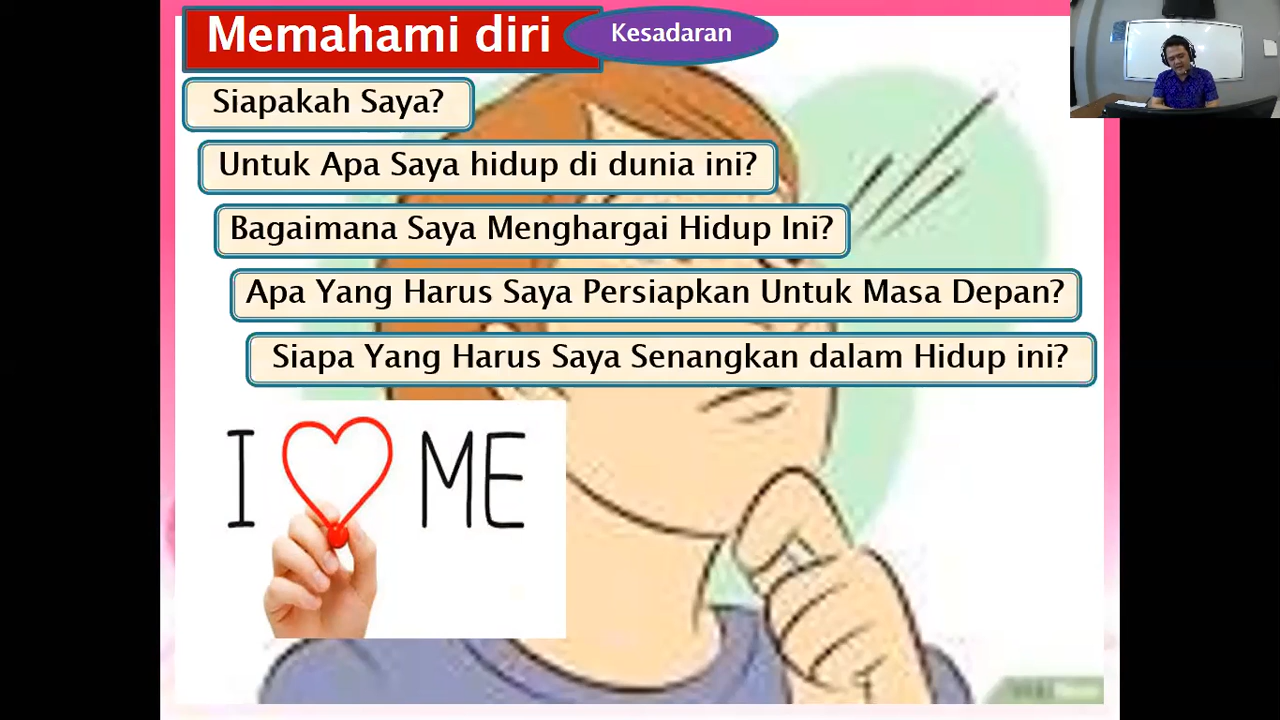 Memahami diri
Kesadaran
Siapakah Saya?
Untuk Apa Saya hidup di dunia ini?
Bagaimana Saya Menghargai Hidup Ini?
Apa Yang Harus Saya Persiapkan Untuk Masa Depan?
Siapa Yang Harus Saya Senangkan dalam Hidup ini?
I ME